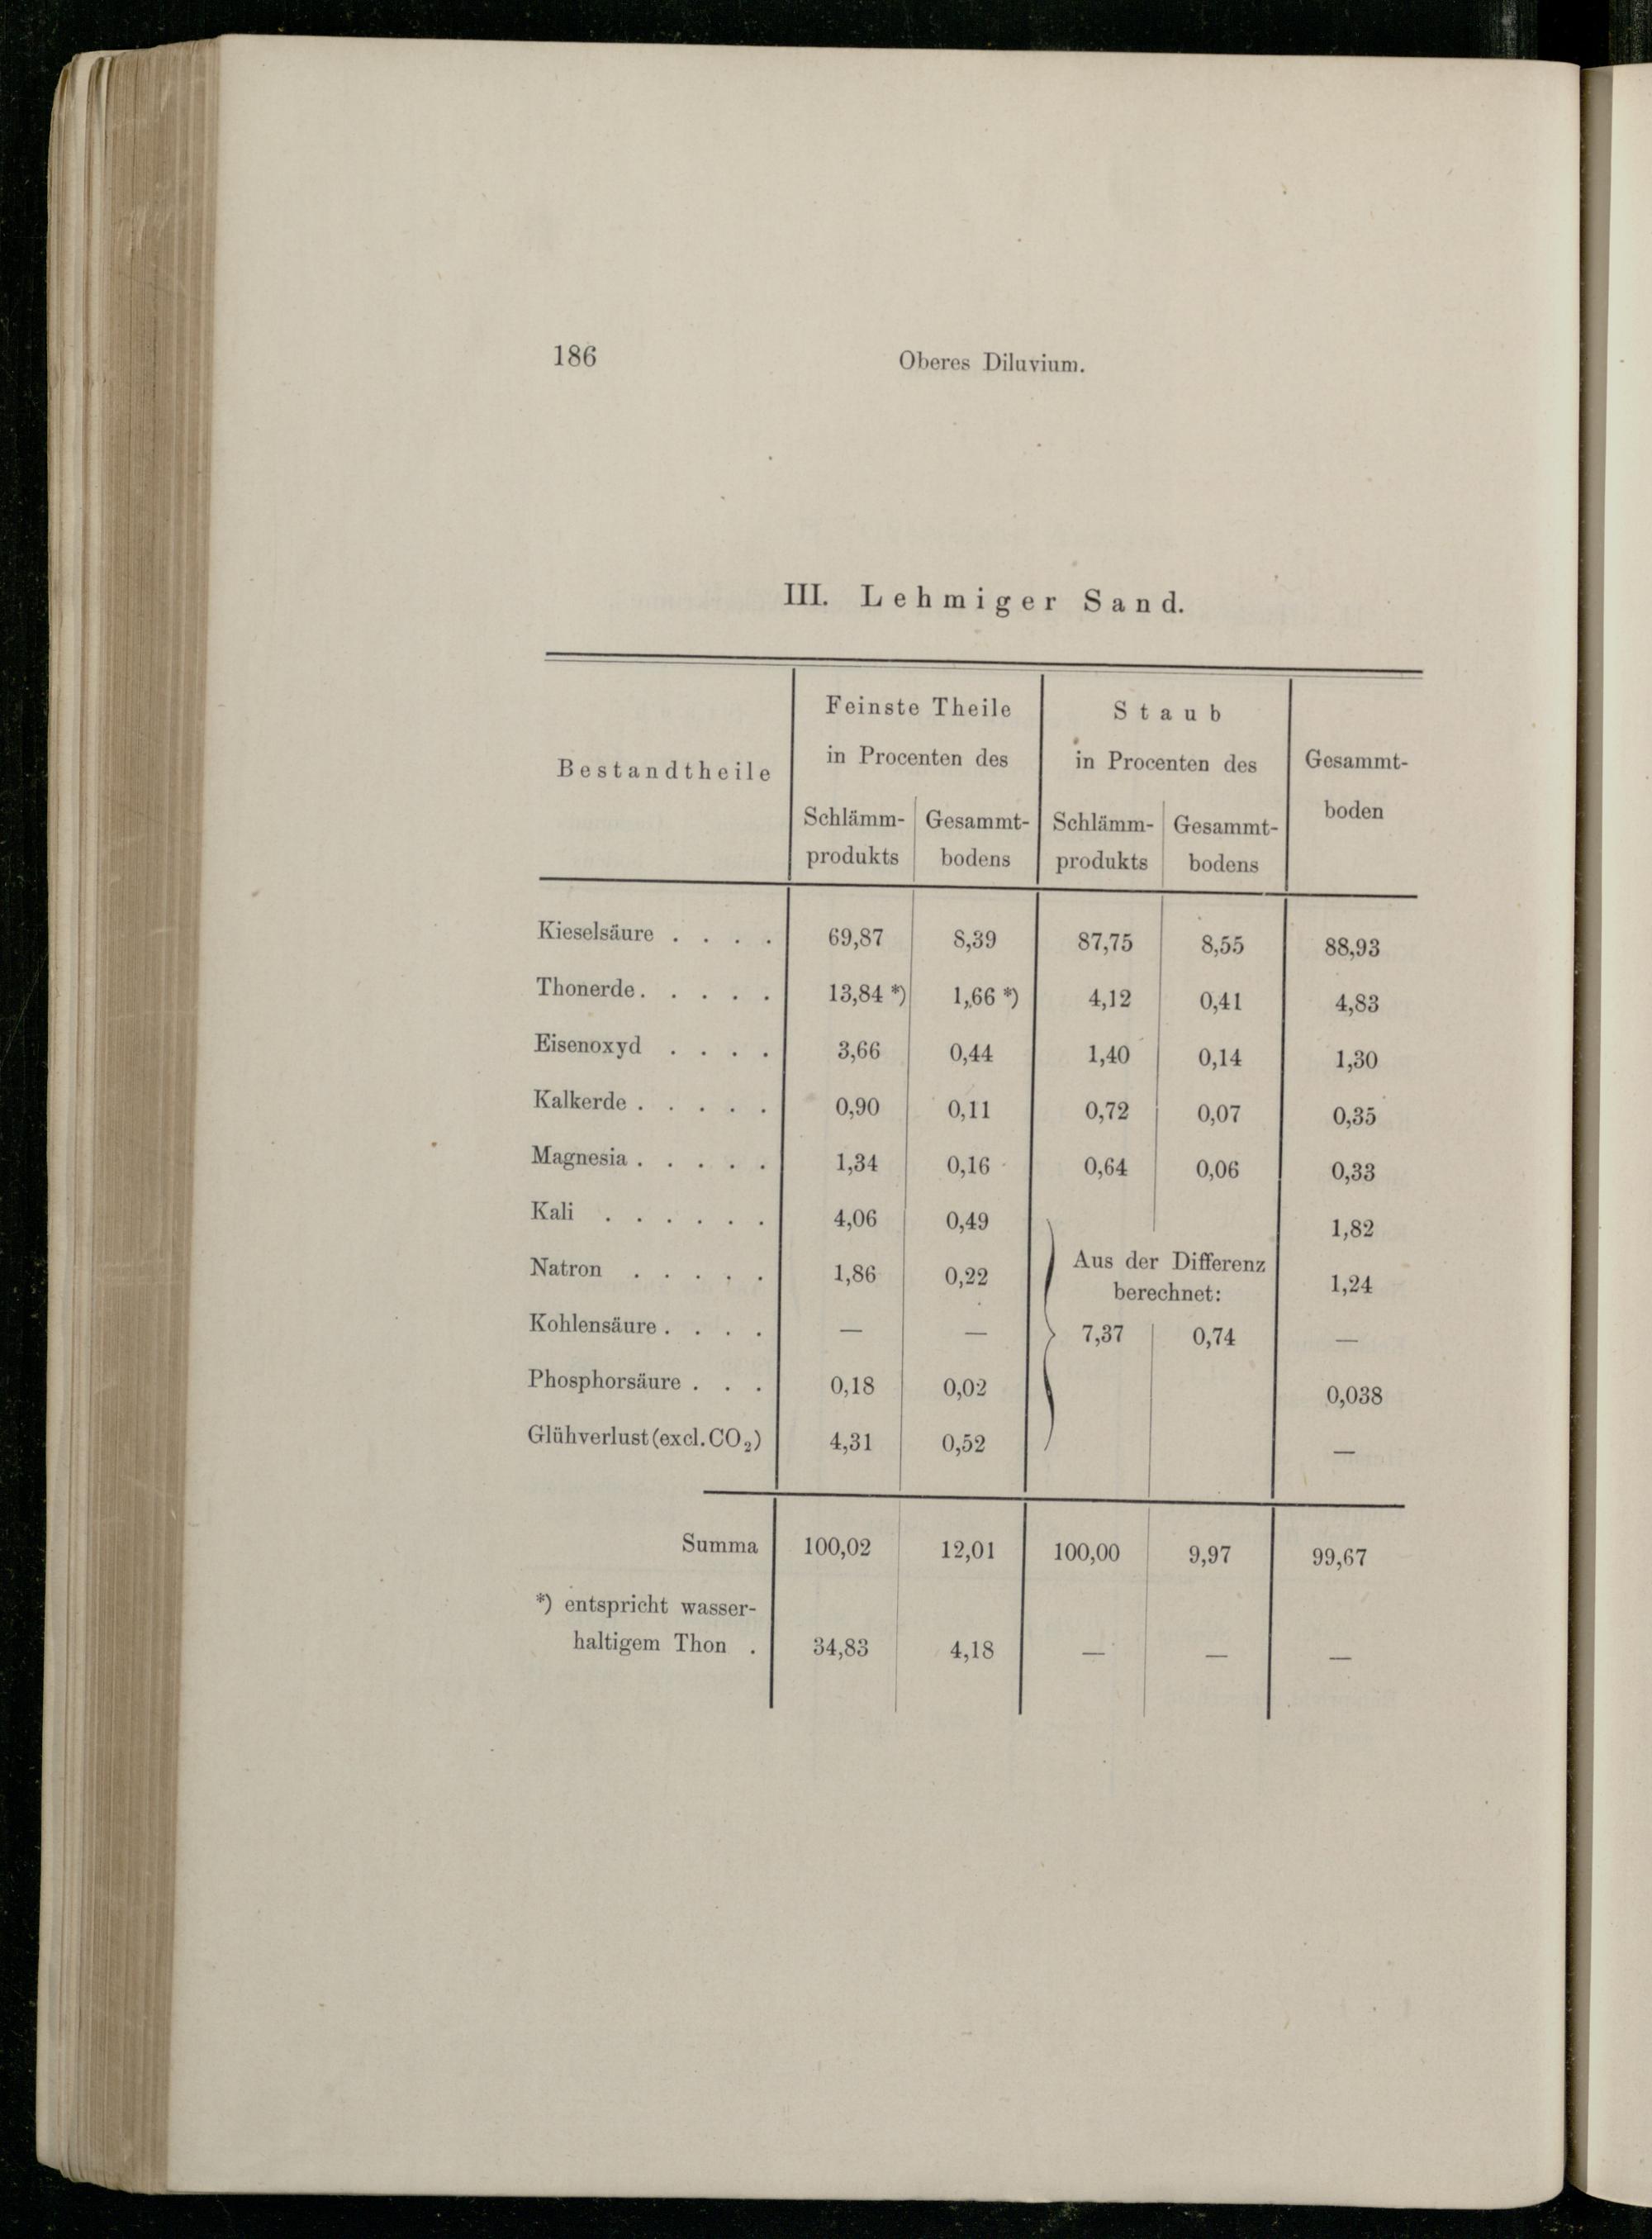 186 Oberes Diluvium.
III. Lehmiger Sand.
Bestandtheile
Feinste Theile
in Procenten des
Schlämm-
produkts
Gesammt-
bodens
Staub
in Procenten des
Schlämm-
produkts
Gesammt-
bodens
Gesammt-
boden
Kieselsäure . . . . 69,87 8,39 87,75 8,55 88,93
Thonerde . . . . . 13,84 *) 1,66 *) 4,12 0,41 4,83
Eisenoxyd . . . . 3,66 0,44 1,40 0,14 1,30
Kalkerde . . . . . 0,90 0,11 0,72 0,07 0,35
Magnesia . . . . . 1,34 0,16 0,64 0,06 0,33
Kali . . . . . . 4,06 0,49 1,82
Aus der Differenz
Natron . . . . . 1,86 0,22 1,24
berechnet:
Kohlensäure . . . . — — 7,37 0,74 —
Phosphorsäure . . . 0,18 0,02 0,038
Glühverlust (excl. CO₂) 4,31 0,52 —
Summa 100,02 12,01 100,00 9,97 99,67
*) entspricht wasser-
haltigem Thon . 34,83 4,18 — — —